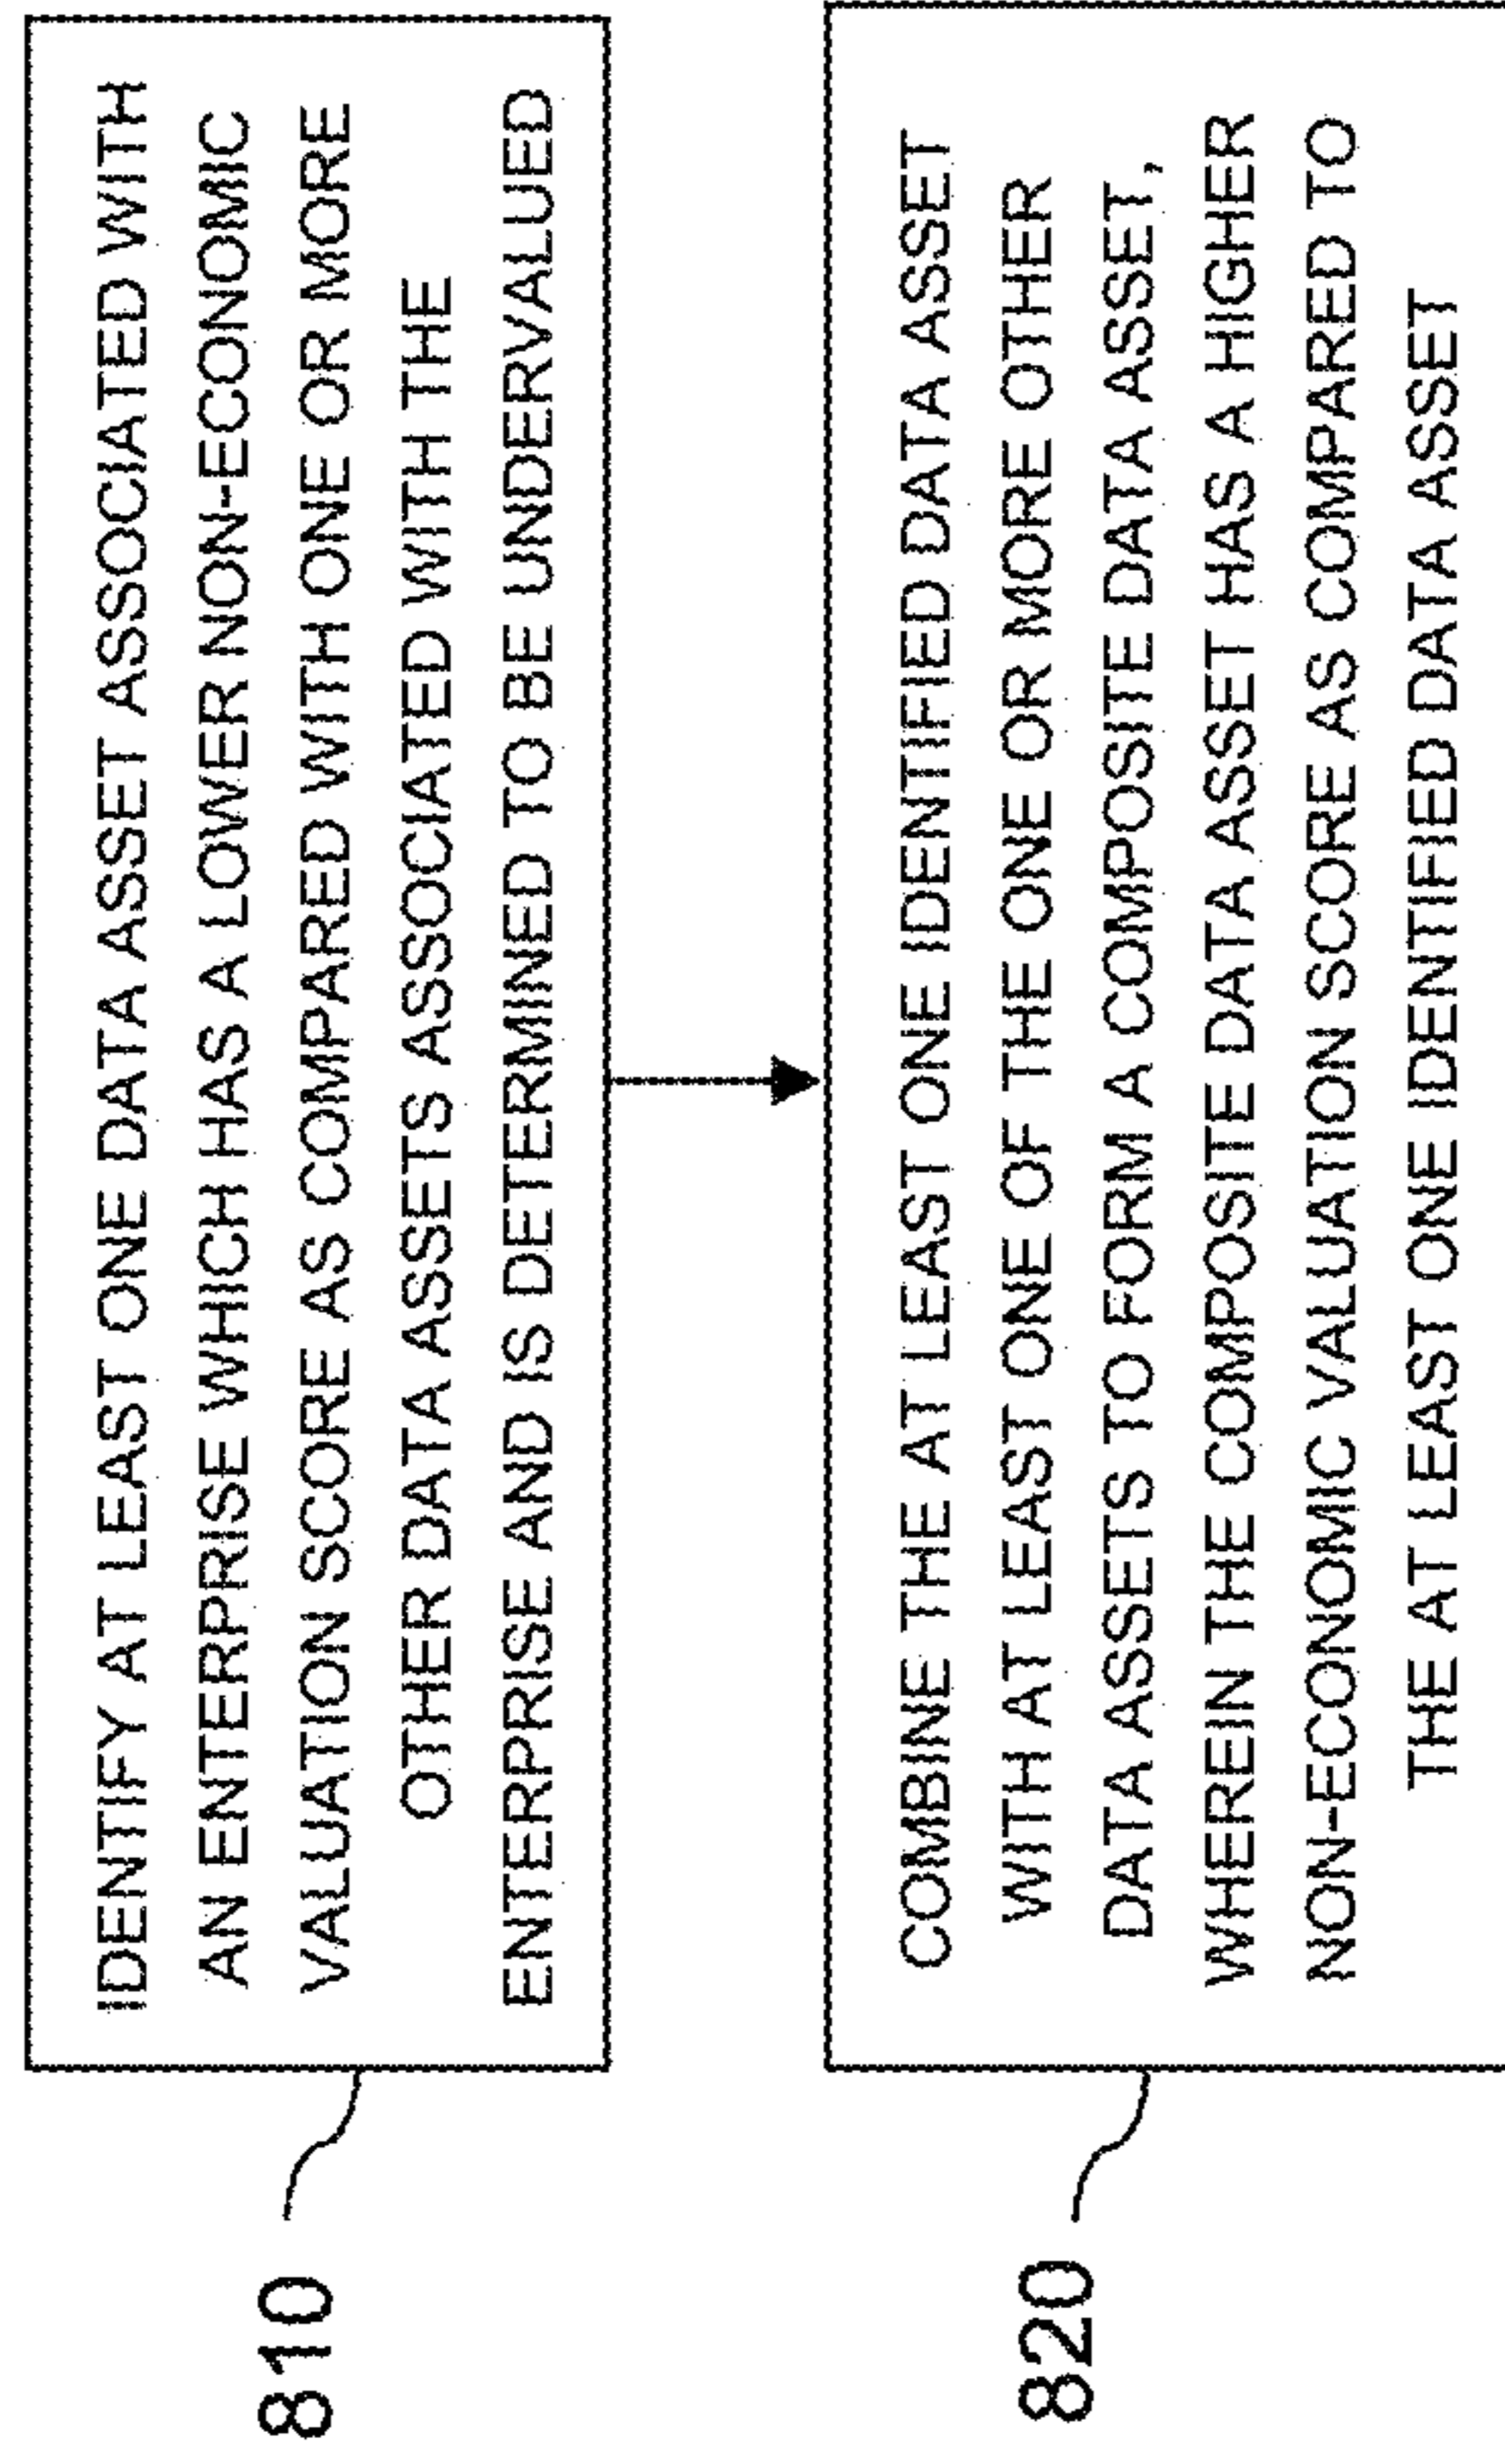 810
IDENTIFY AT LEAST ONE DATA ASSET ASSOCIATED WITH
AN ENTERPRISE WHICH HAS A LOWER NON-ECONOMIC
VALUATION SCORE AS COMPARED WITH ONE OR MORE
OTHER DATA ASSETS ASSOCIATED WITH THE
ENTERPRISE AND IS DETERMINED TO BE UNDERVALUED
820
COMBINE THE AT LEAST ONE IDENTIFIED DATA ASSET
WITH AT LEAST ONE OF THE ONE OR MORE OTHER
DATA ASSETS TO FORM A COMPOSITE DATA ASSET,
WHEREIN THE COMPOSITE DATA ASSET HAS A HIGHER
NON-ECONOMIC VALUATION SCORE AS COMPARED TO
THE AT LEAST ONE IDENTIFIED DATA ASSET